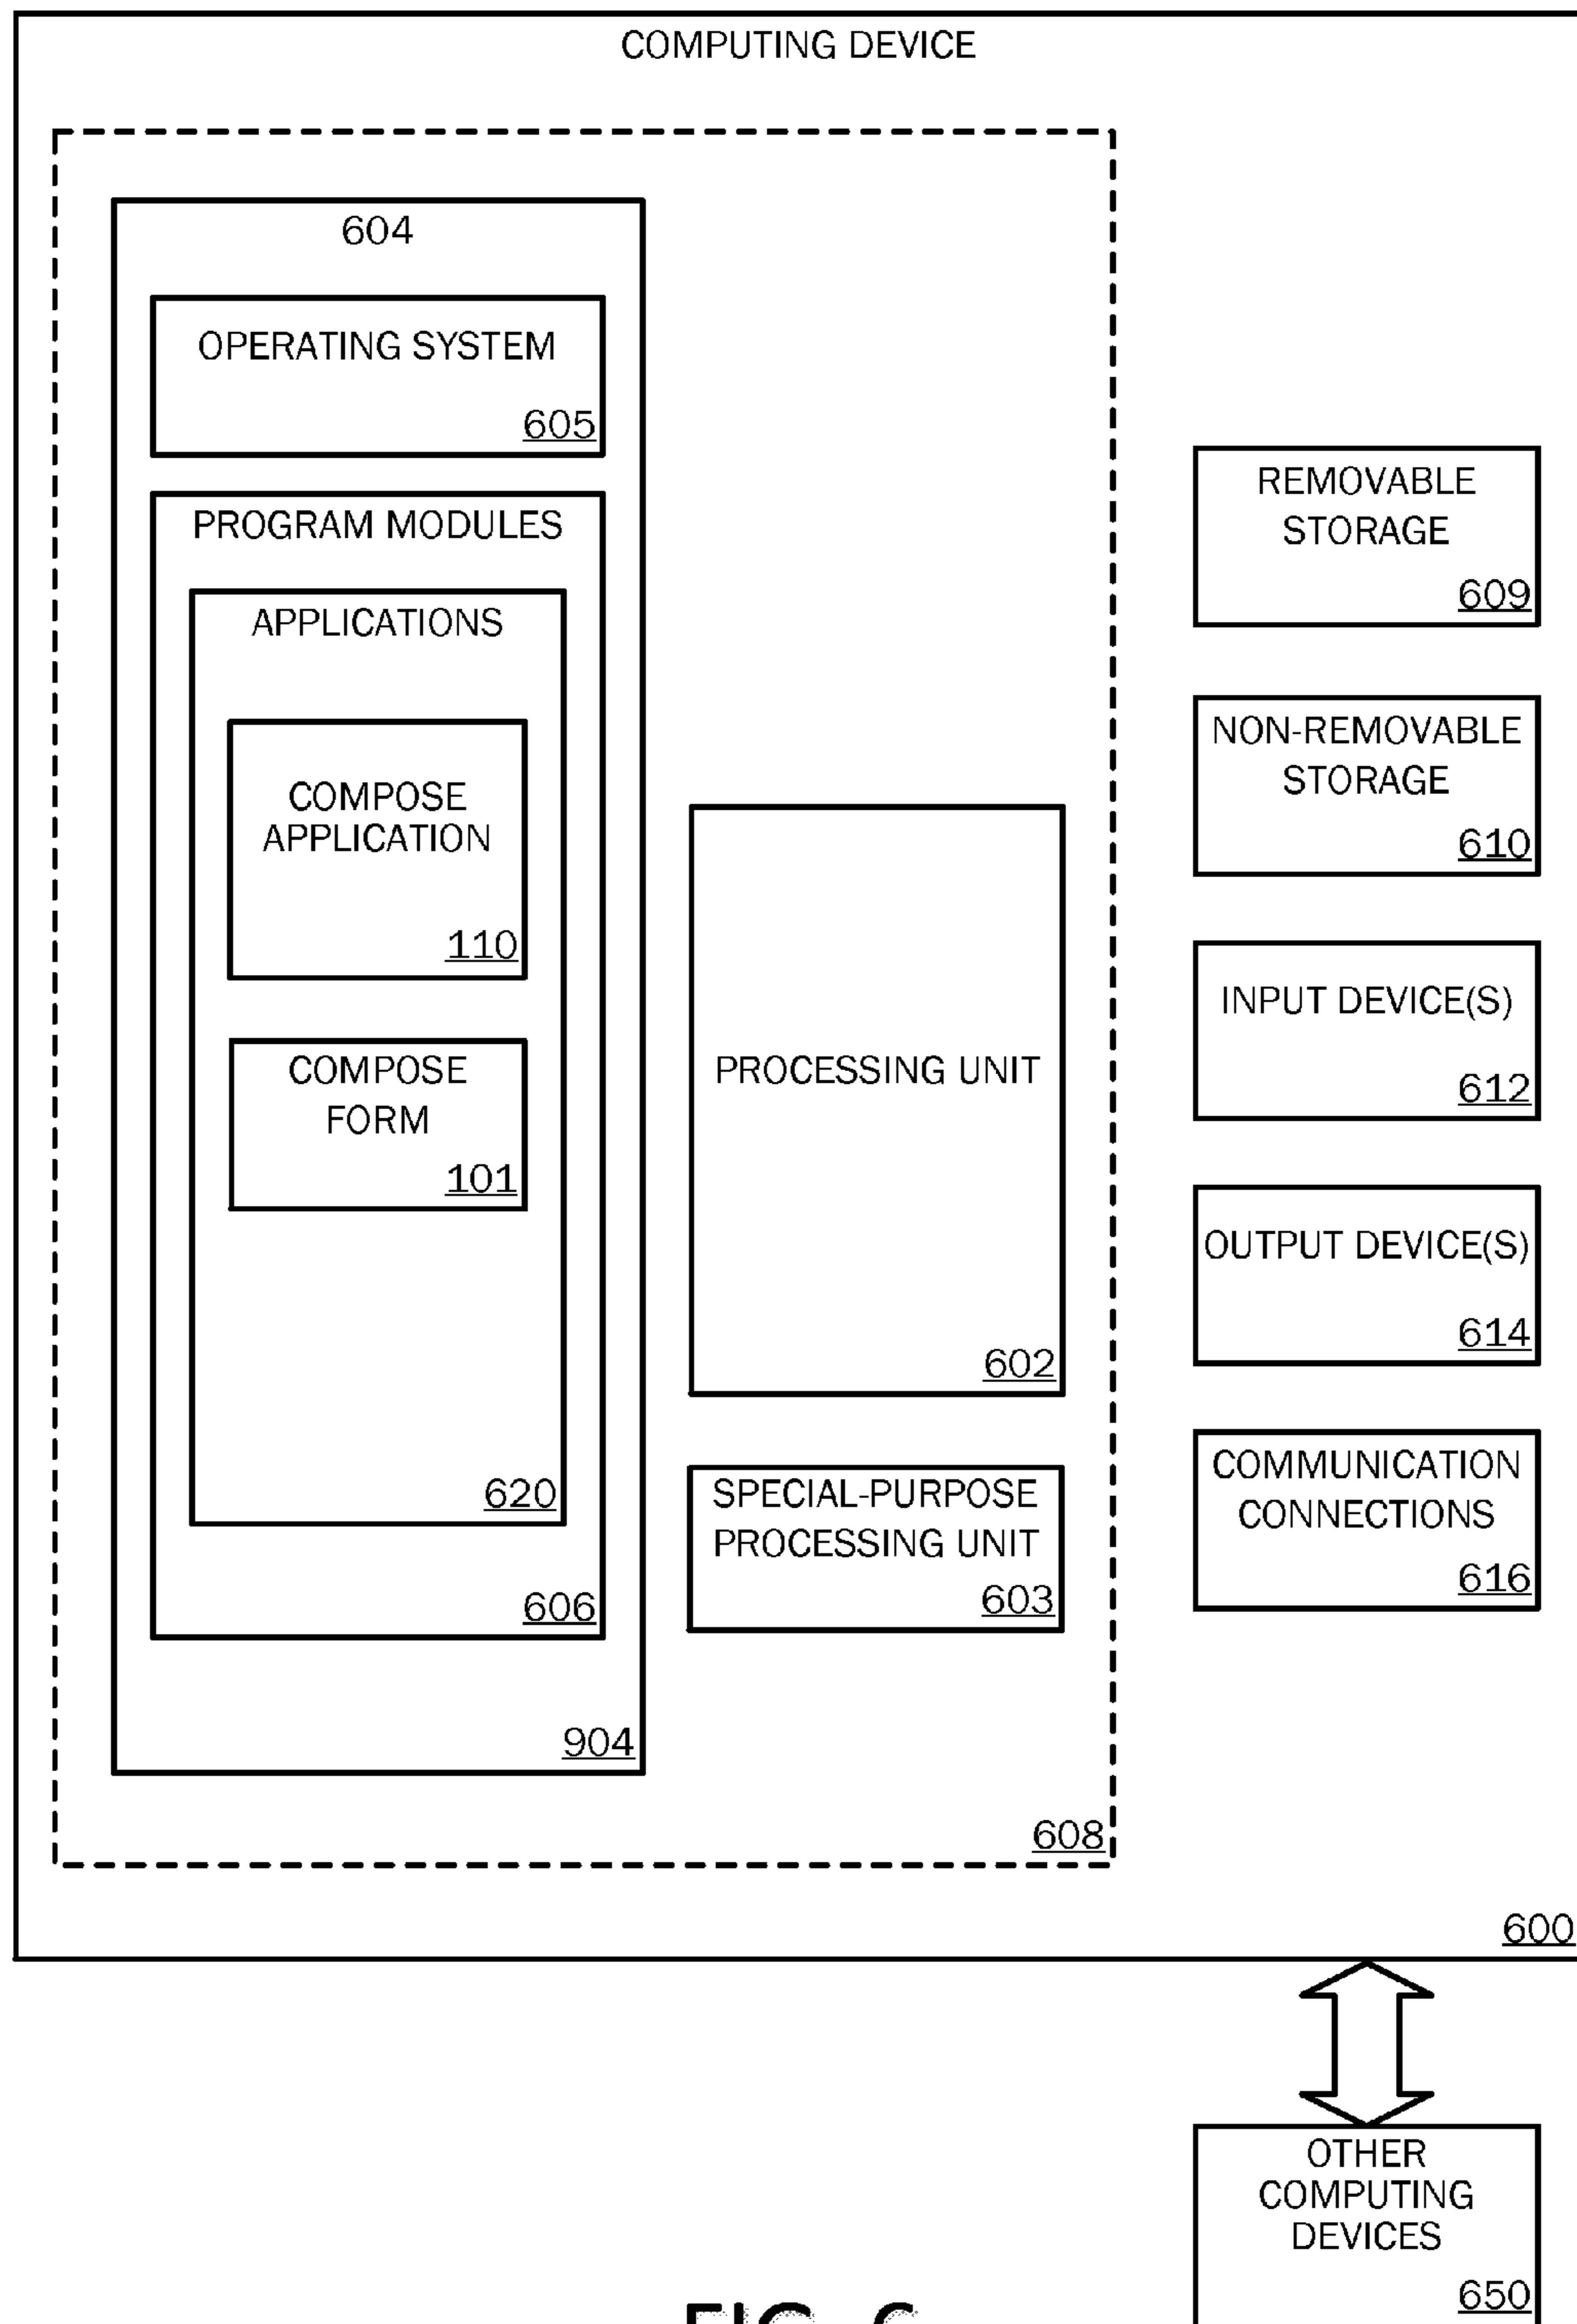 COMPUTING DEVICE
604
OPERATING SYSTEM
605
PROGRAM MODULES
APPLICATIONS
COMPOSE
APPLICATION
110
COMPOSE
FORM
101
620
606
904
PROCESSING UNIT
602
SPECIAL-PURPOSE
PROCESSING UNIT
603
608
REMOVABLE
STORAGE
609
NON-REMOVABLE
STORAGE
610
INPUT DEVICE(S)
612
OUTPUT DEVICE(S)
614
COMMUNICATION
CONNECTIONS
616
600
OTHER
COMPUTING
DEVICES
650